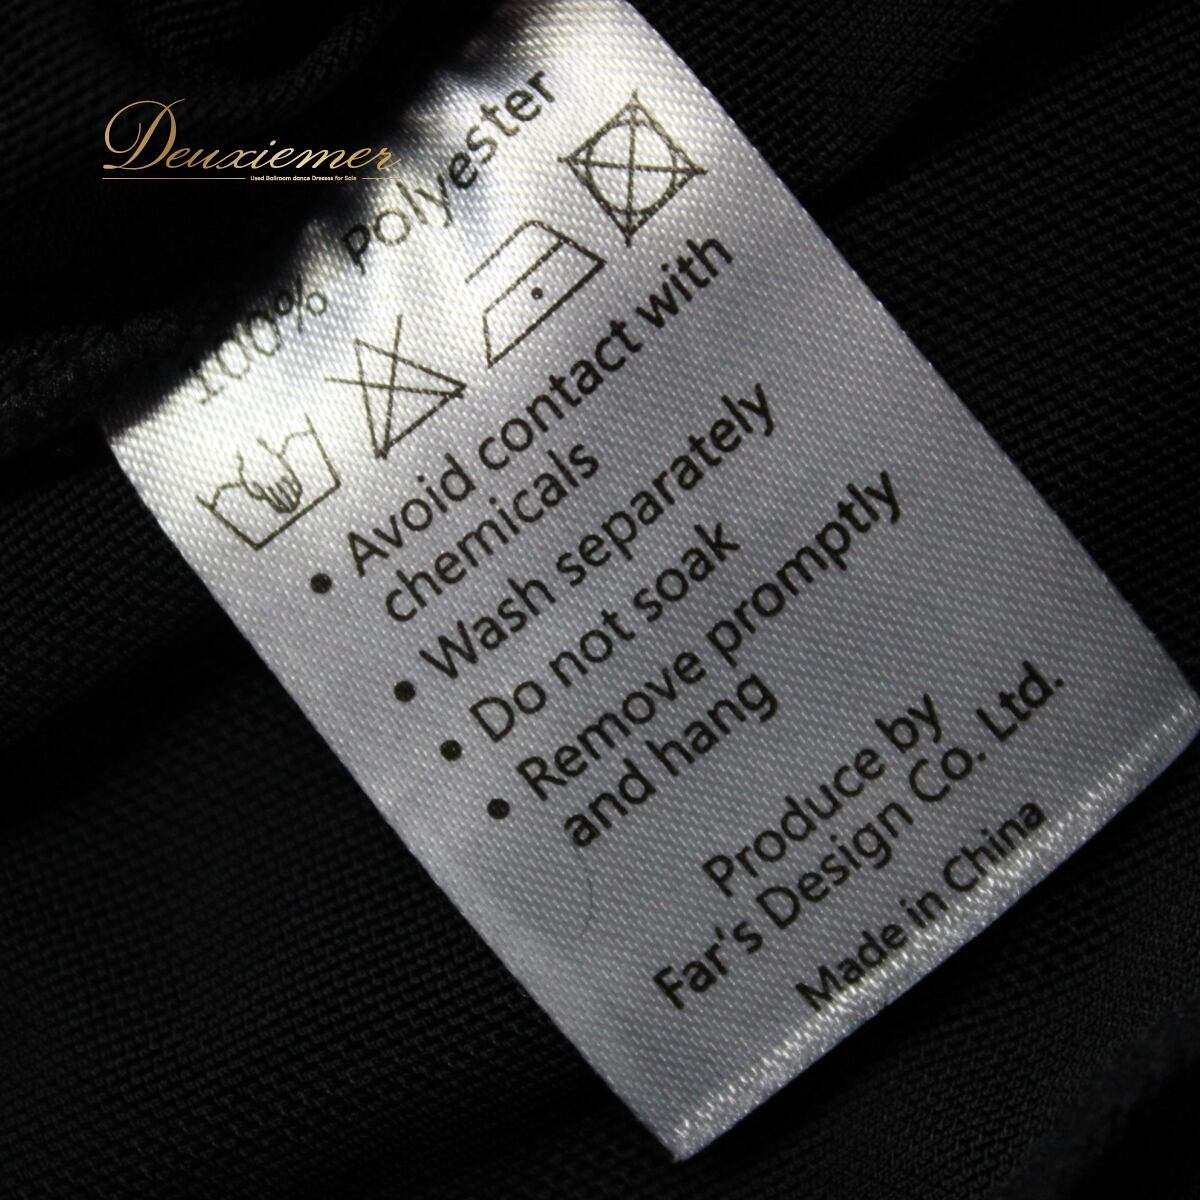 Deuxiemer
Used Ballroom dance Dresses for Sale
100% Polyester
• Avoid contact with
chemicals
• Wash separately
• Do not soak
• Remove promptly
and hang
Produce by
Far's Design Co. Ltd.
Made in China